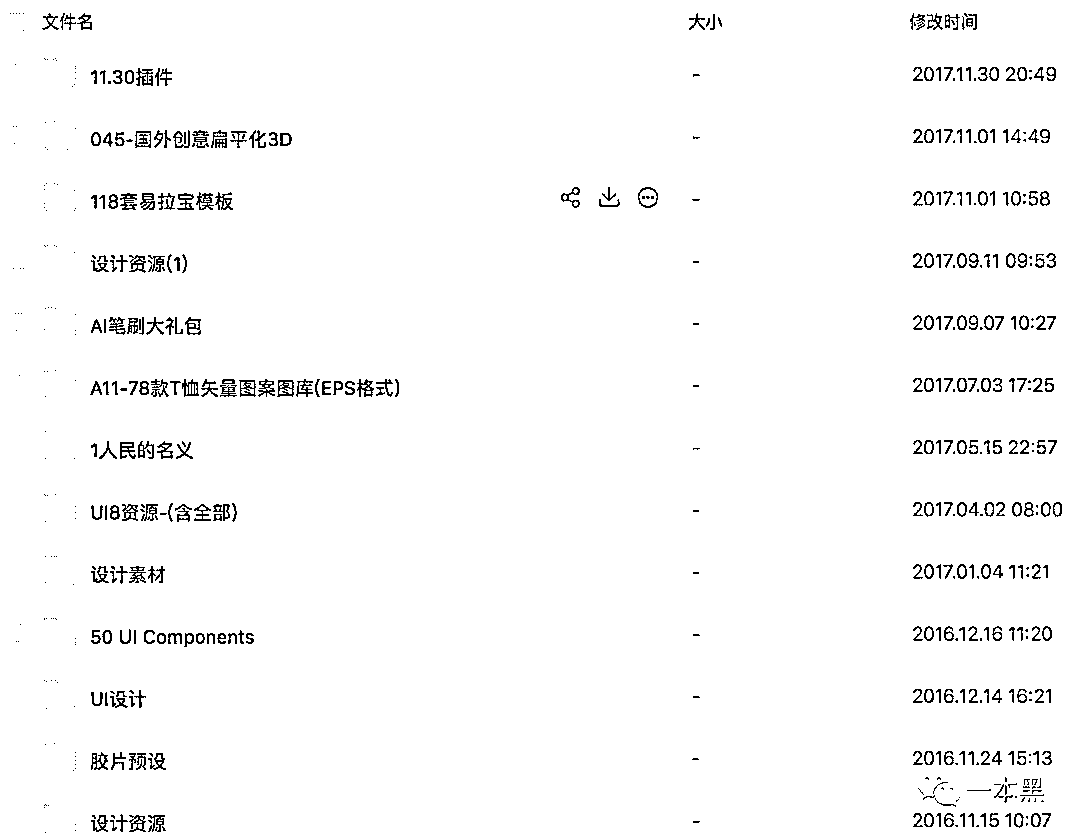 文件名 大小 修改时间
11.30插件 - 2017.11.30 20:49
045-国外创意扁平化3D - 2017.11.01 14:49
118套易拉宝模板 - 2017.11.01 10:58
设计资源(1) - 2017.09.11 09:53
AI笔刷大礼包 - 2017.09.07 10:27
A11-78款T恤矢量图案图库(EPS格式) - 2017.07.03 17:25
1人民的名义 - 2017.05.15 22:57
UI8资源-(含全部) - 2017.04.02 08:00
设计素材 - 2017.01.04 11:21
50 UI Components - 2016.12.16 11:20
UI设计 - 2016.12.14 16:21
胶片预设 - 2016.11.24 15:13
一本黑
设计资源 - 2016.11.15 10:07